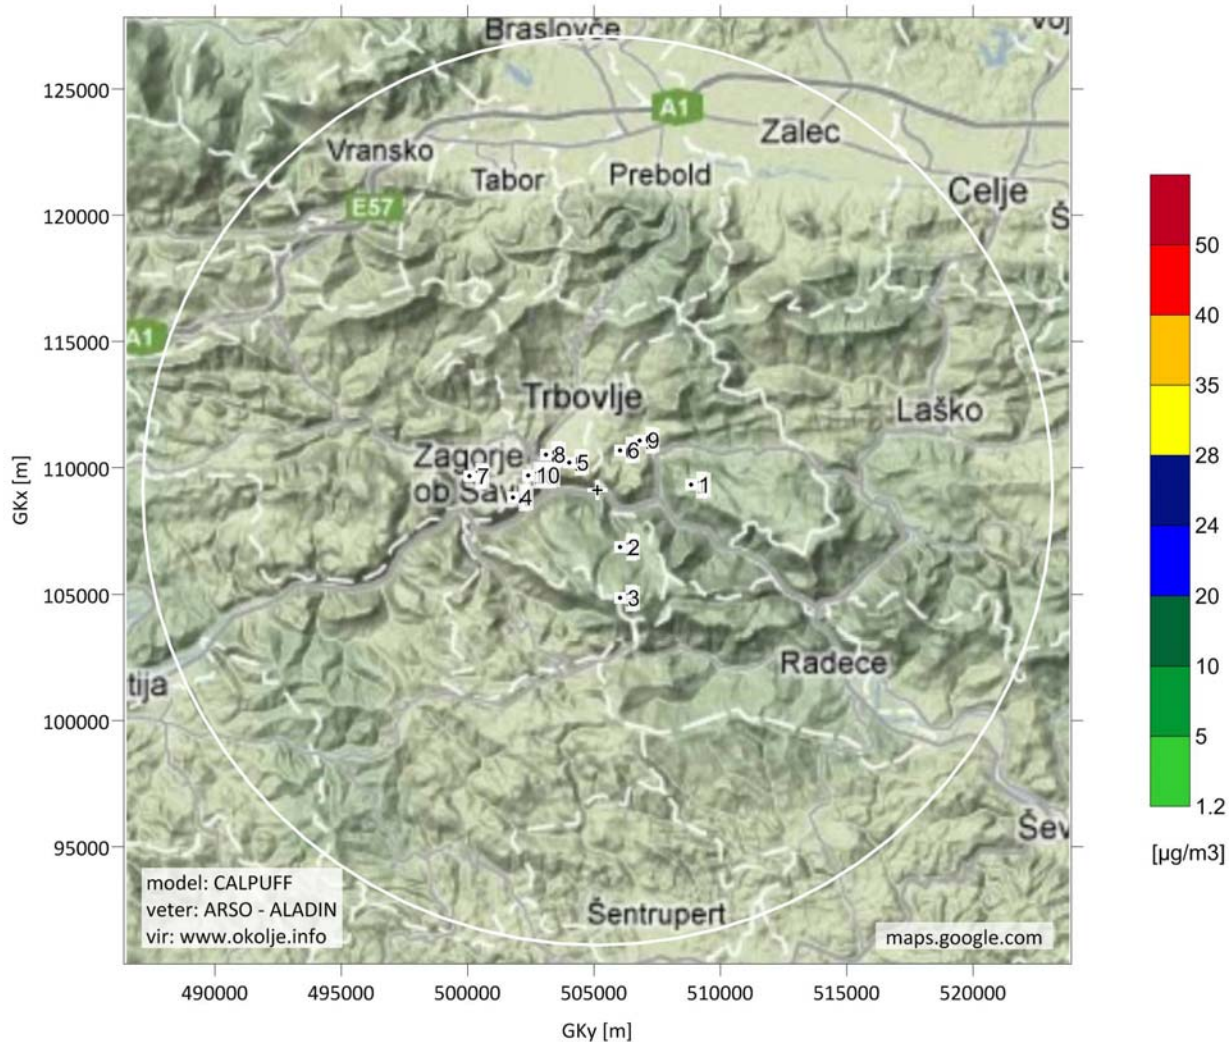 Braslovče
Voj
125000
A1
Žalec
Vransko
Tabor
Prebold
Celje
50
E57
120000
Š
40
115000
A1
35
Trbovlje
Laško
28
9
6
8
Zagorje
5
110000
7
10
1
ob Savi
4
24
GKx [m]
2
20
105000
3
Radeče
10
tija
100000
5
1.2
Šev
95000
[µg/m3]
model: CALPUFF
veter: ARSO - ALADIN
vir: www.okolje.info
Šentrupert
maps.google.com
490000
495000
500000
505000
510000
515000
520000
GKy [m]